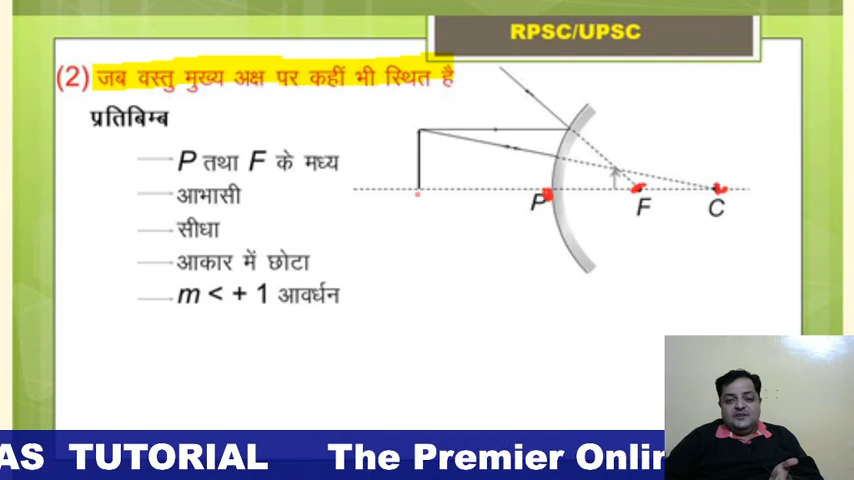 RPSC/UPSC
(2) जब वस्तु मुख्य अक्ष पर कहीं भी स्थित है
प्रतिबिम्ब
P तथा F के मध्य
आभासी
सीधा
आकार में छोटा
m < + 1 आवर्धन
P
F
C
AS TUTORIAL The Premier Onlin